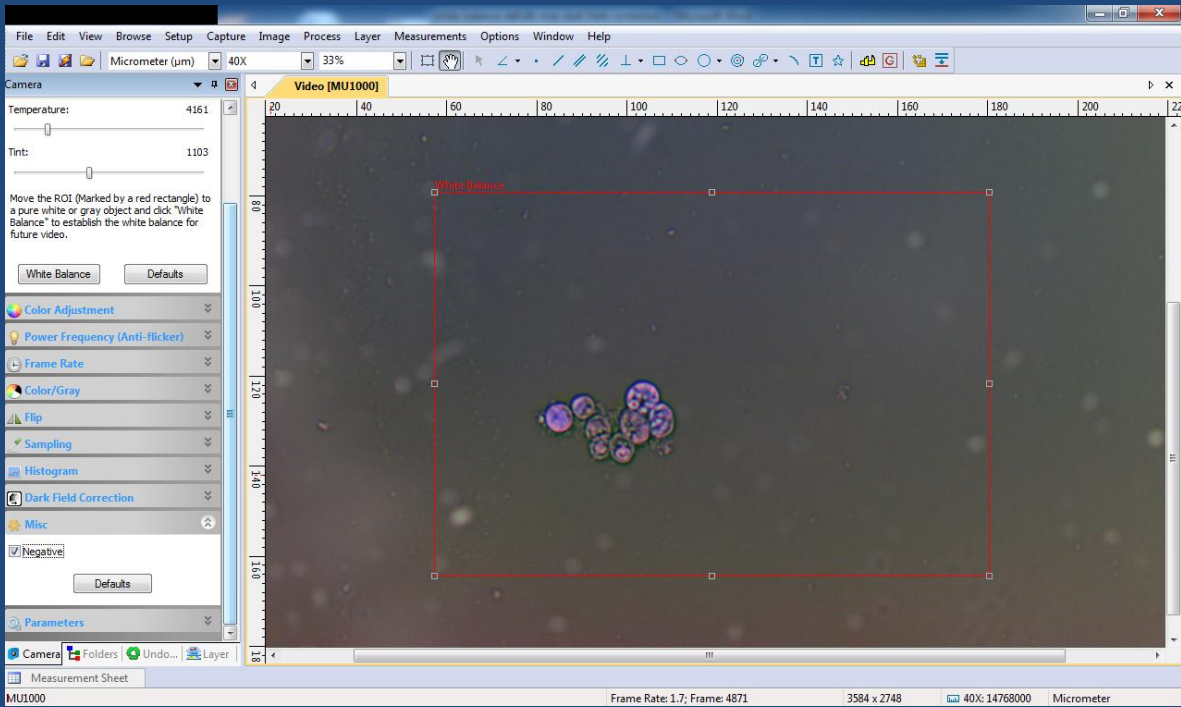 File Edit View Browse Setup Capture Image Process Layer Measurements Options Window Help
Micrometer (µm) 40X 33%
Camera
Video [MU1000]
Temperature: 4161
Tint: 1103
Move the ROI (Marked by a red rectangle) to
a pure white or gray object and click "White
Balance" to establish the white balance for
future video.
White Balance Defaults
Color Adjustment
Power Frequency (Anti-flicker)
Frame Rate
Color/Gray
Flip
Sampling
Histogram
Dark Field Correction
Misc
Negative
Defaults
Parameters
Camera Folders Undo... Layer
20 40 60 80 100 120 140 160 180 200 22
80
100
120
140
160
18
White Balance
Measurement Sheet
MU1000 Frame Rate: 1.7; Frame: 4871 3584 x 2748 40X: 14768000 Micrometer